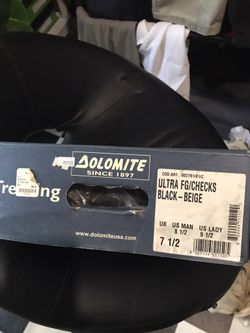 DOLOMITE
SINCE 1897
Trekking
www.dolomiteusa.com
COD.ART.
ULTRA FG/CHECKS
BLACK-BEIGE
UK US MAN US LADY
7 1/2 8 1/2 9 1/2